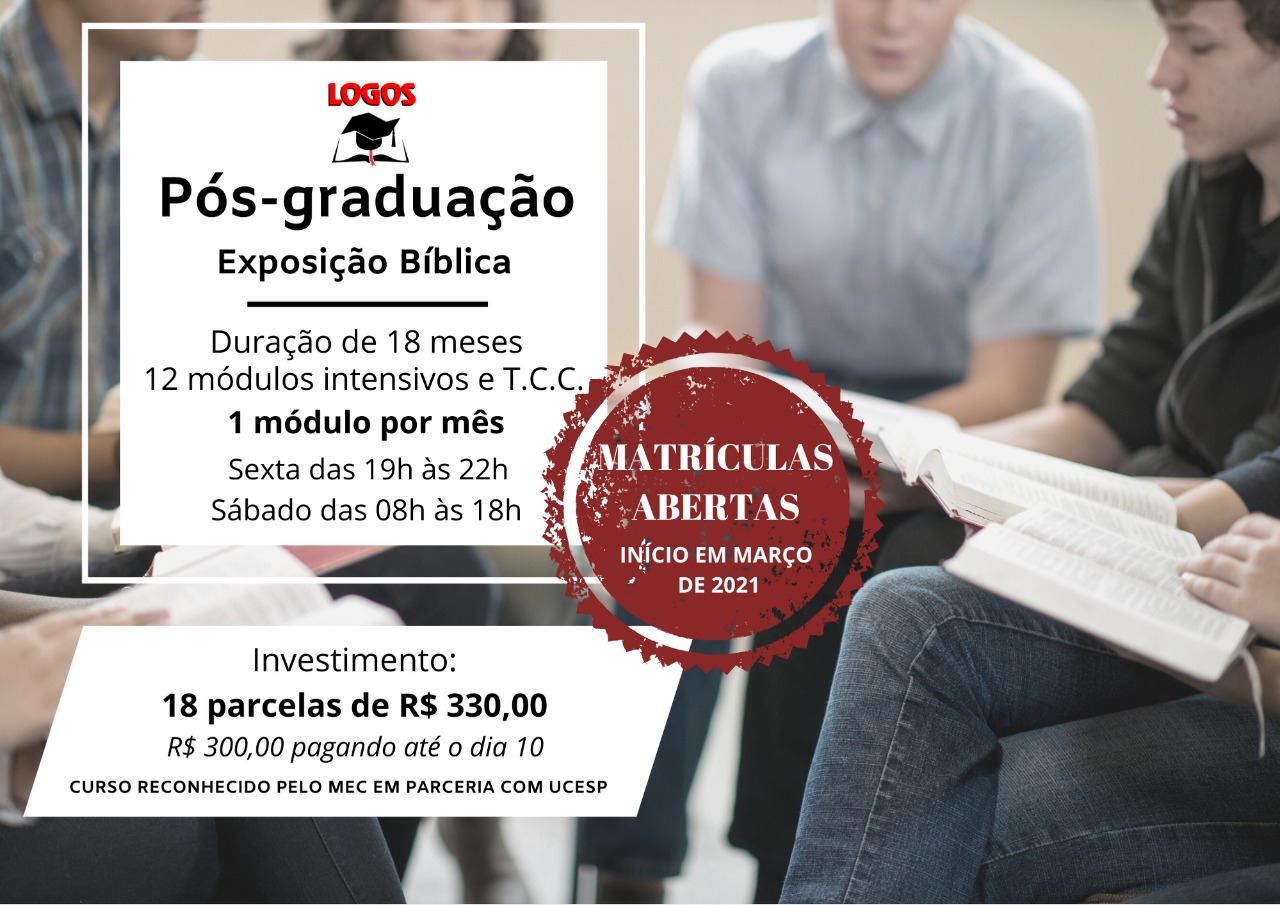 LOGOS
Pós-graduação
Exposição Bíblica
Duração de 18 meses
12 módulos intensivos e T.C.C.
1 módulo por mês
Sexta das 19h às 22h
Sábado das 08h às 18h
MATRÍCULAS
ABERTAS
INÍCIO EM MARÇO
DE 2021
Investimento:
18 parcelas de R$ 330,00
R$ 300,00 pagando até o dia 10
CURSO RECONHECIDO PELO MEC EM PARCERIA COM UCESP